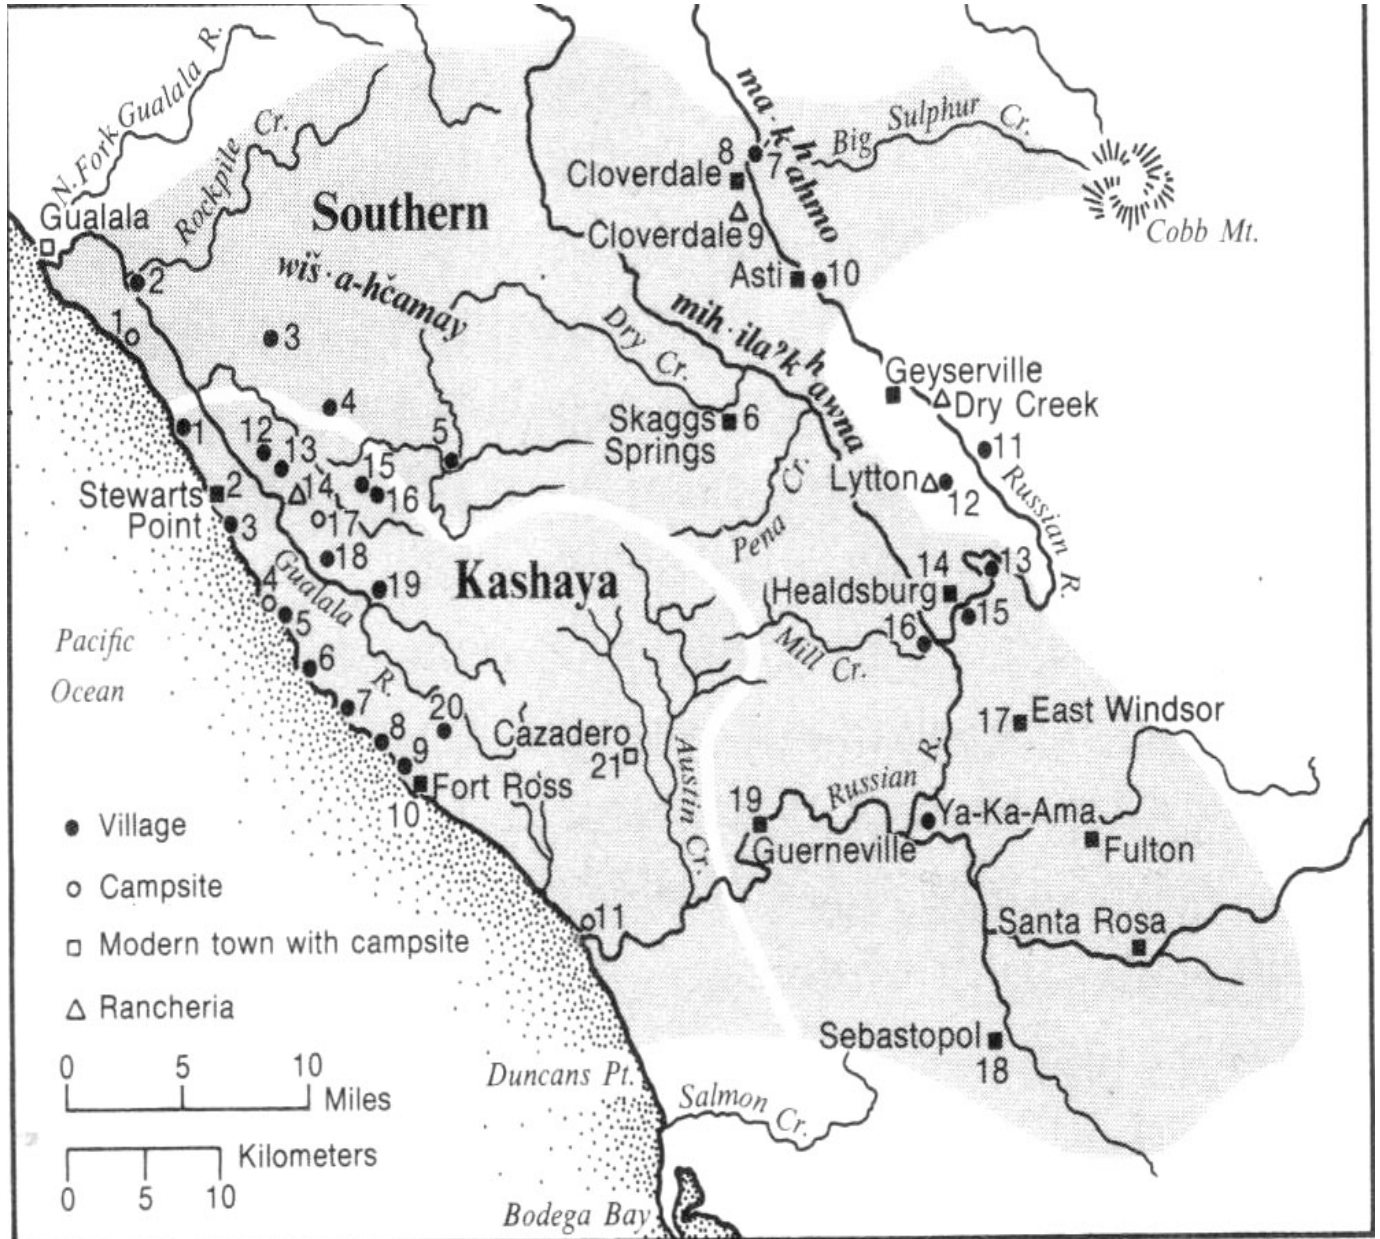 N. Fork Gualala R.
Rockpile Cr.
Gualala
Southern
wiš·a-hčamay
ma·kʰahmo
Big Sulphur Cr.
Cobb Mt.
8
7
Cloverdale
Cloverdale 9
Asti
10
2
1
3
4
Dry Cr.
mih·ilaʔkʰawna
Geyserville
Dry Creek
11
Skaggs 6
Springs
5
1
12
13
15
14
16
Stewarts 2
Point
3
17
18
19
Lytton
12
Russian R.
Pena Cr.
Kashaya
Gualala R.
4
5
6
7
8
9
20
14
13
Healdsburg
15
16
Mill Cr.
Pacific
Ocean
Cazadero
21
Austin Cr.
17 East Windsor
Fort Ross
10
Russian R.
19
Guerneville
Ya-Ka-Ama
Fulton
11
Santa Rosa
Sebastopol
18
Village
Campsite
Modern town with campsite
Rancheria
0 5 10
Miles
Kilometers
0 5 10
Duncans Pt.
Salmon Cr.
Bodega Bay